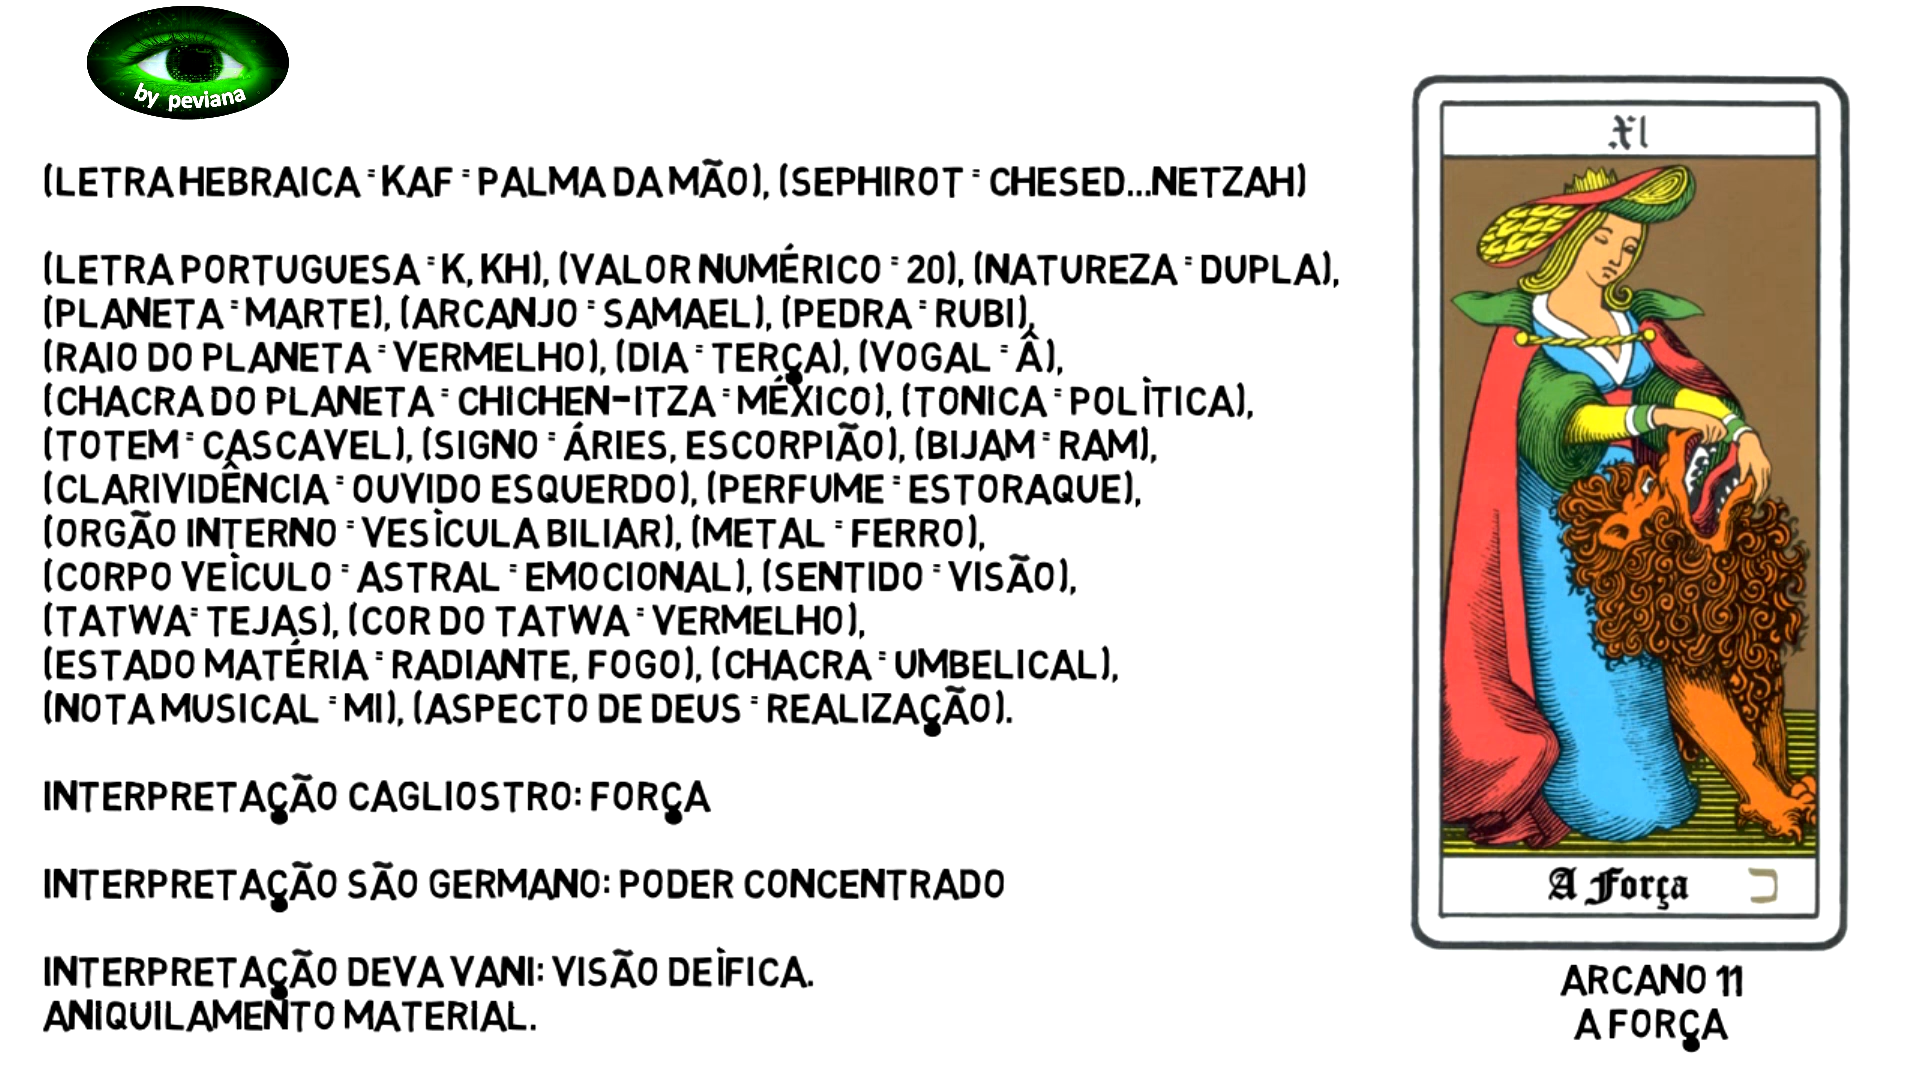 by peviana
(LETRA HEBRAICA = KAF = PALMA DA MÃO), (SEPHIROT = CHESED...NETZAH)
(LETRA PORTUGUESA = K, KH), (VALOR NUMÉRICO = 20), (NATUREZA = DUPLA),
(PLANETA = MARTE), (ARCANJO = SAMAEL), (PEDRA = RUBI),
(RAIO DO PLANETA = VERMELHO), (DIA = TERÇA), (VOGAL = Â),
(CHACRA DO PLANETA = CHICHEN-ITZA = MÉXICO), (TONICA = POLÌTICA),
(TOTEM = CASCAVEL), (SIGNO = ÁRIES, ESCORPIÃO), (BIJAM = RAM),
(CLARIVIDÊNCIA = OUVIDO ESQUERDO), (PERFUME = ESTORAQUE),
(ORGÃO INTERNO = VESÌCULA BILIAR), (METAL = FERRO),
(CORPO VEÌCULO = ASTRAL = EMOCIONAL), (SENTIDO = VISÃO),
(TATWA = TEJAS), (COR DO TATWA = VERMELHO),
(ESTADO MATÉRIA = RADIANTE, FOGO), (CHACRA = UMBELICAL),
(NOTA MUSICAL = MI), (ASPECTO DE DEUS = REALIZAÇÃO).
INTERPRETAÇÃO CAGLIOSTRO: FORÇA
INTERPRETAÇÃO SÃO GERMANO: PODER CONCENTRADO
INTERPRETAÇÃO DEVA VANI: VISÃO DEÌFICA.
ANIQUILAMENTO MATERIAL.
XI
A Força כ
ARCANO 11
A FORÇA